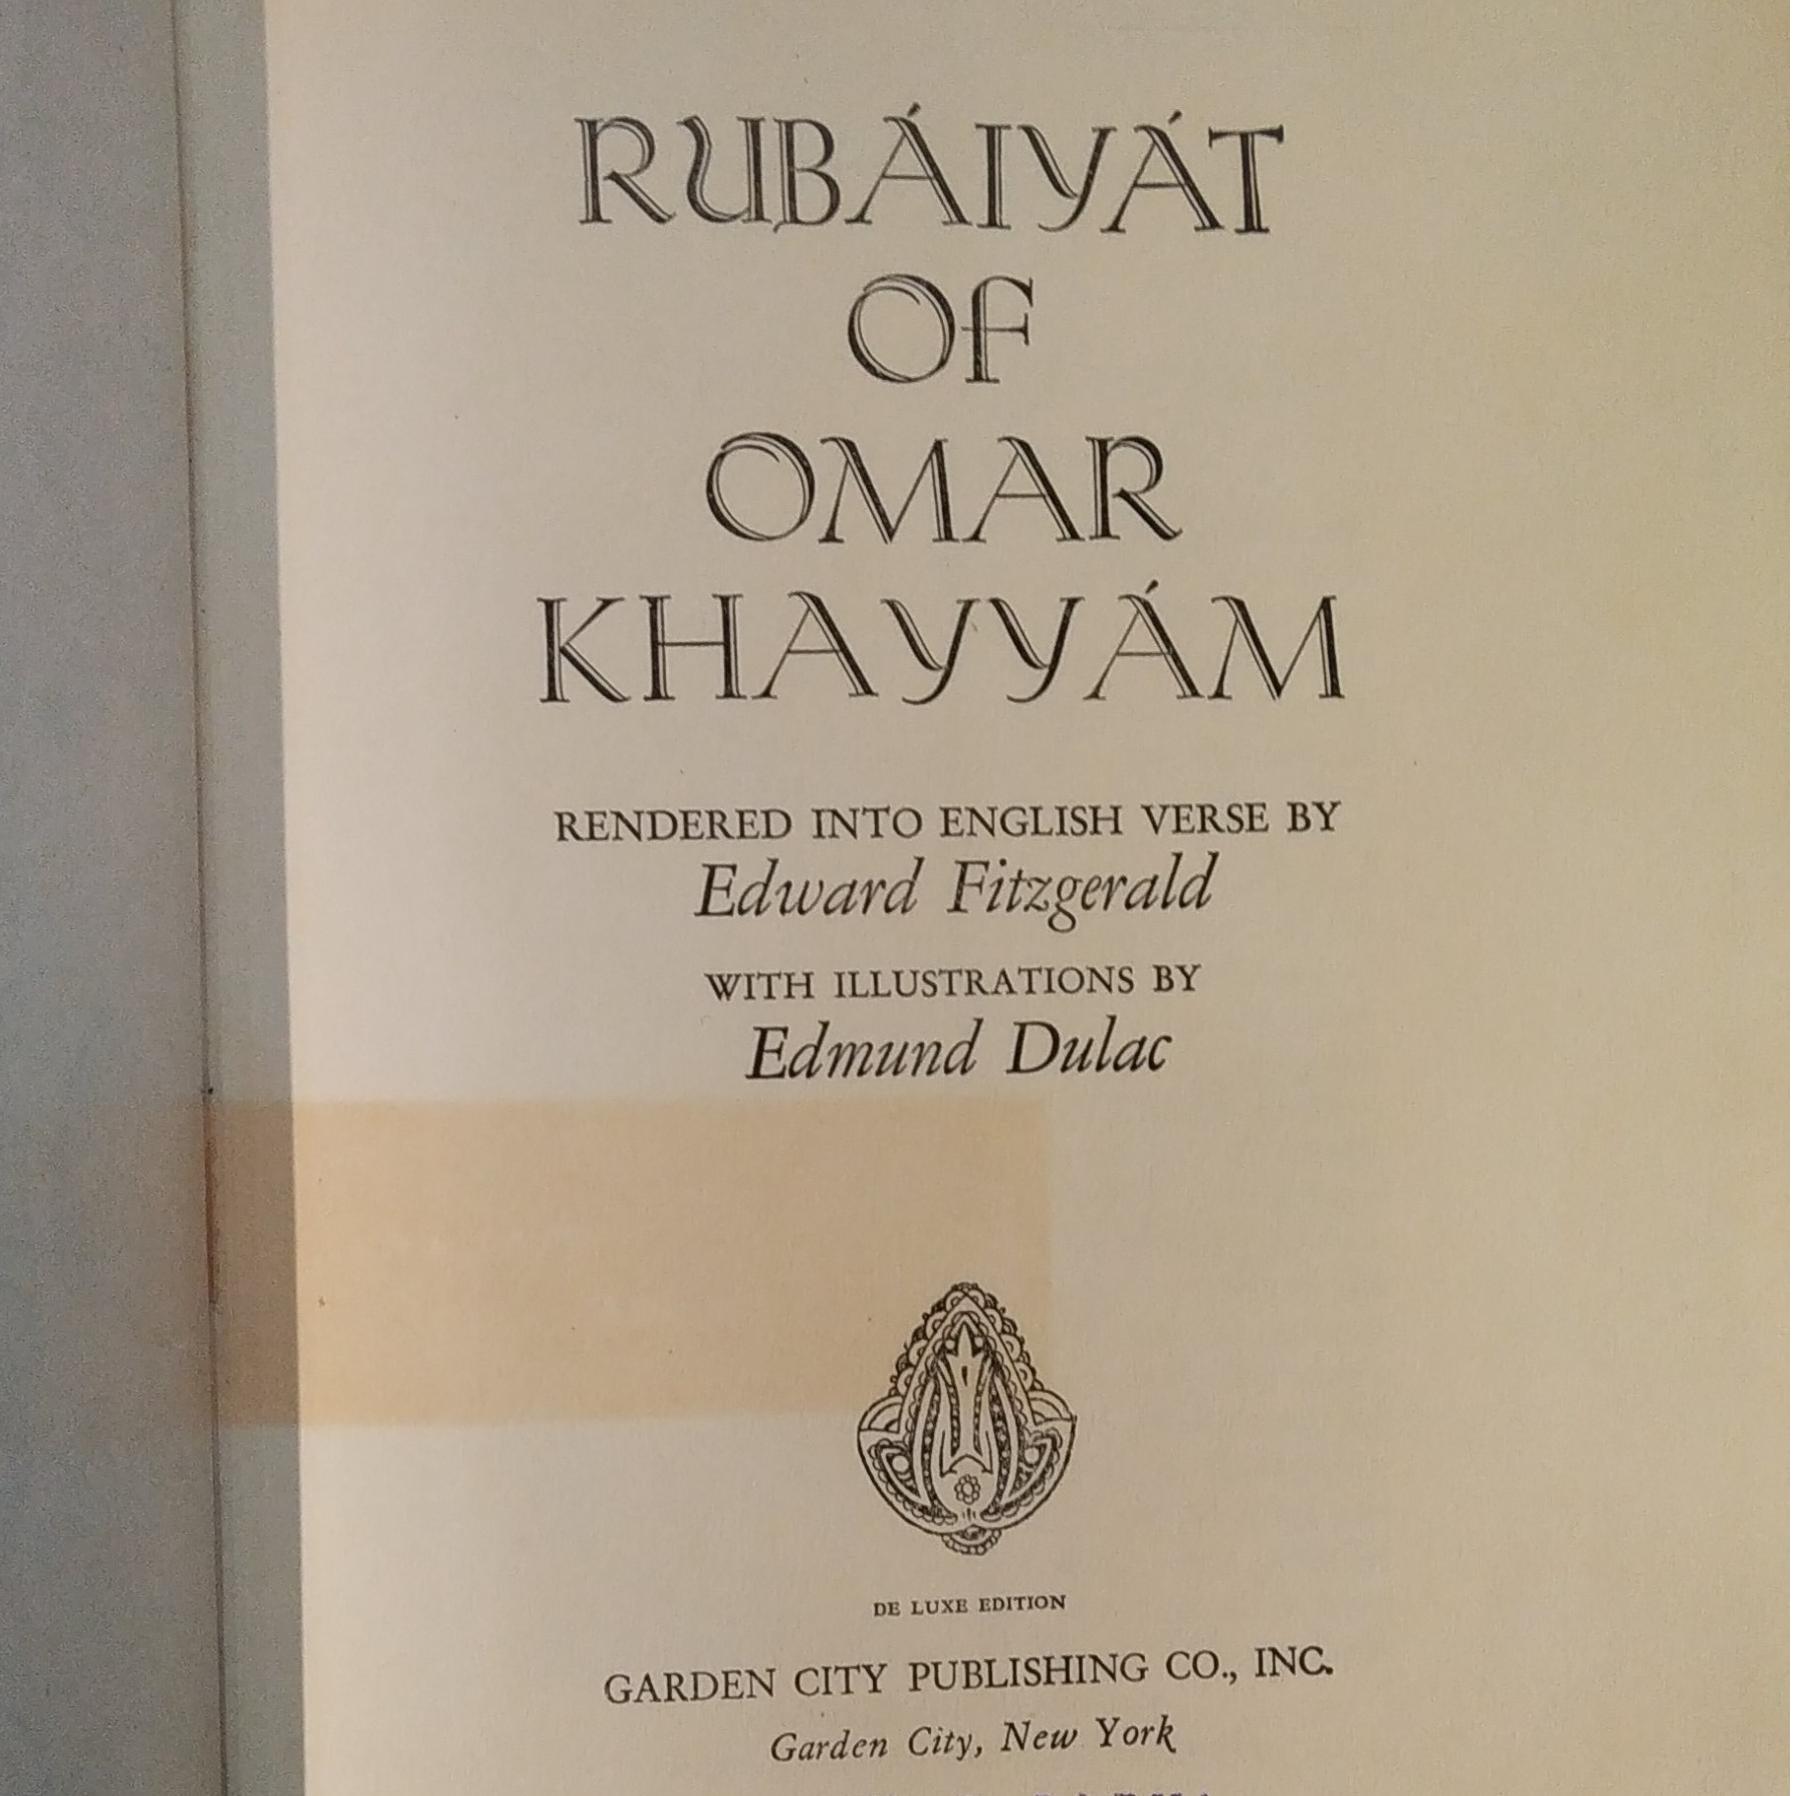 RUBÁIYÁT
OF
OMAR
KHAYYÁM
RENDERED INTO ENGLISH VERSE BY
Edward Fitzgerald
WITH ILLUSTRATIONS BY
Edmund Dulac
DE LUXE EDITION
GARDEN CITY PUBLISHING CO., INC.
Garden City, New York